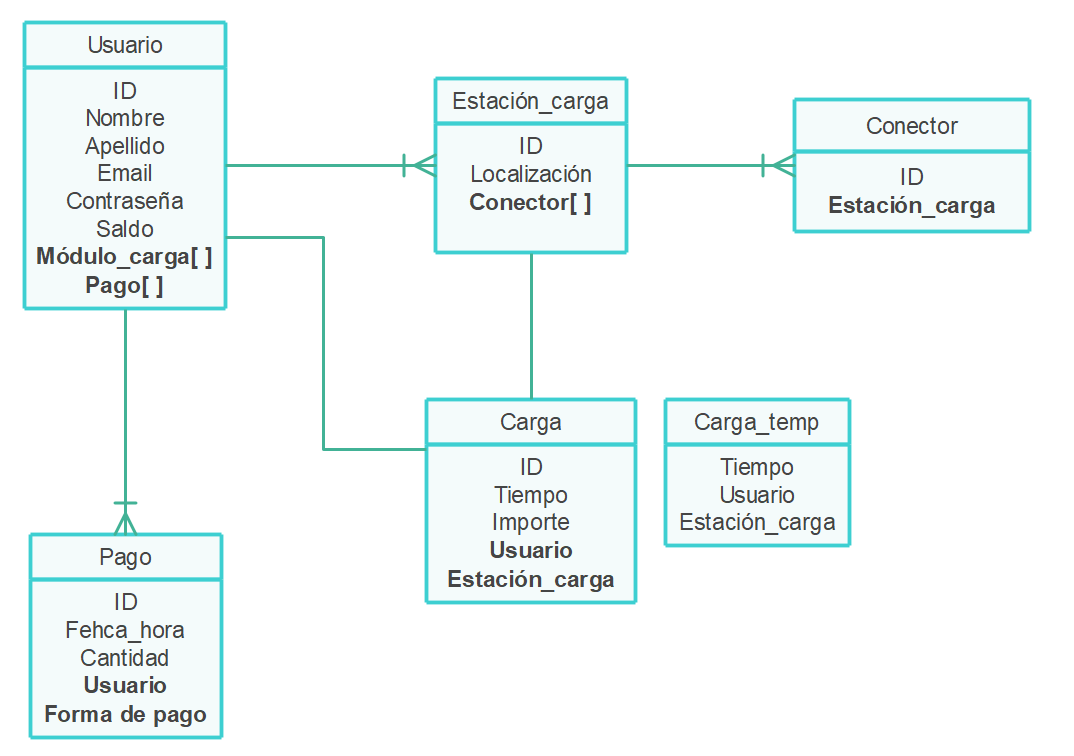 Usuario
ID
Nombre
Apellido
Email
Contraseña
Saldo
Módulo_carga[ ]
Pago[ ]
Estación_carga
ID
Localización
Conector[ ]
Conector
ID
Estación_carga
Carga
ID
Tiempo
Importe
Usuario
Estación_carga
Carga_temp
Tiempo
Usuario
Estación_carga
Pago
ID
Fehca_hora
Cantidad
Usuario
Forma de pago